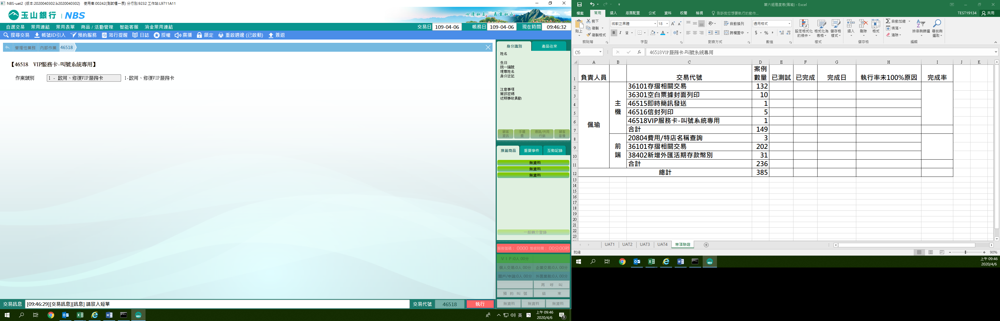 NBS-uat2 (版本:2020040302.b2020040302) 使用者:00242(測試櫃一辰) 分行別:9232 工作站:L9711A11
玉山銀行 | NBS
心清如玉 義重如山
自選交易 常用連結 常用表單 商品 / 活動管理 智能客服 消金常用連結 交易日 109-04-06 帳務日 109-04-06 現在時間 09:46:32
搜尋交易 帳號ID引入 預約服務 蒞行提醒 日誌 授權 廣播 鎖定 重啟週邊 (已啟動) 簽退
管理性業務 內部作業 46518
【46518 VIP服務卡-叫號系統專用】
作業類別 1 - 啟用、修復VIP服務卡 1-啟用、修復VIP服務卡
身分識別 產品往來
姓名
生日
統一編號
理專姓名
身分註記
注意事項
簡訊密碼
近期事故異動
顧客資訊 手續費 通路/共同行銷 顧客影像
推薦商品 重要事件 互動記錄
無資料
無資料
無資料
一般轉介登錄
服務號碼: 0000 等候時間: 00分00秒
VIP:0人 00分
個人交易:0人 00分 企業交易:0人 00分
開戶/申請:0人 00分 外匯業務:0人 00分
再 呼 叫
預 約 叫 號 結 束
無資料 無資料 無資料
交易訊息 [09:46:29][交易訊息][訊息] 請放入短單 交易代號 46518 執行
英 上午 09:46
2020/4/6
3
第六組進度表(佩瑜) - Excel
檔案 常用 插入 版面配置 公式 資料 校閱 檢視 告訴我您想要執行的動作... TEST19134 共用
貼上 剪下 複製 複製格式 微軟正黑體 18 B I U 自動換列 跨欄置中 通用格式 $ % 設定格式化的條件 格式化為表格 儲存格樣式 插入 刪除 格式 自動加總 填滿 清除 排序與篩選 尋找與選取
剪貼簿 字型 對齊方式 數值 樣式 儲存格 編輯
C6 fx 46518VIP服務卡-叫號系統專用
A B C D E F G H I J K
1 負責人員 交易代號 案例數量 已測試 已完成 完成日 執行率未100%原因 完成率
佩瑜
主機
2 36101存摺相關交易 132
3 36301空白票據封面列印 10
4 46515即時簡訊發送 1
5 46516信封列印 5
6 46518VIP服務卡-叫號系統專用 1
7 合計 149
前端
8 20804費用/特店名稱查詢 3
9 36101存摺相關交易 202
10 38402新增外匯活期存款幣別 31
11 合計 236
12 總計 385
13
14
15
16
17
18
19
20
21
22
23
UAT1 UAT2 UAT3 UAT4 專項驗證
就緒 90%
上午 09:46
2020/4/6